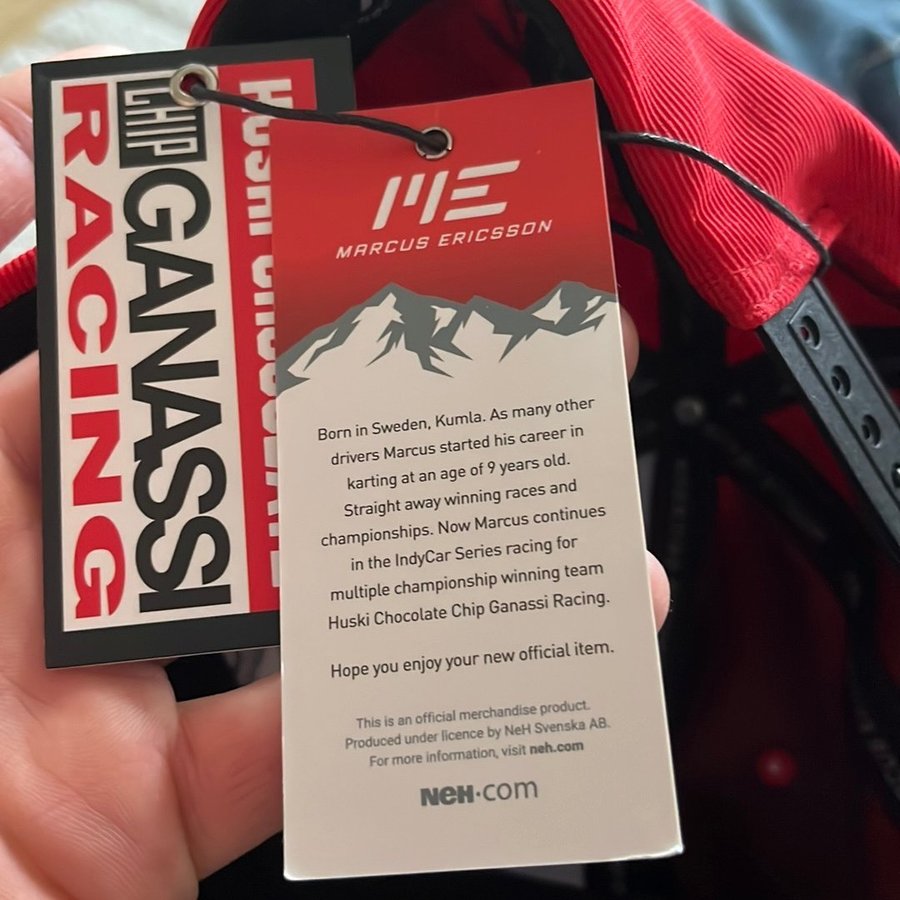 CHIP
GANASSI
RACING
HUSKI CHOCOLATE
ME
MARCUS ERICSSON
Born in Sweden, Kumla. As many other
drivers Marcus started his career in
karting at an age of 9 years old.
Straight away winning races and
championships. Now Marcus continues
in the IndyCar Series racing for
multiple championship winning team
Huski Chocolate Chip Ganassi Racing.
Hope you enjoy your new official item.
This is an official merchandise product.
Produced under licence by NeH Svenska AB.
For more information, visit neh.com
NeH.com